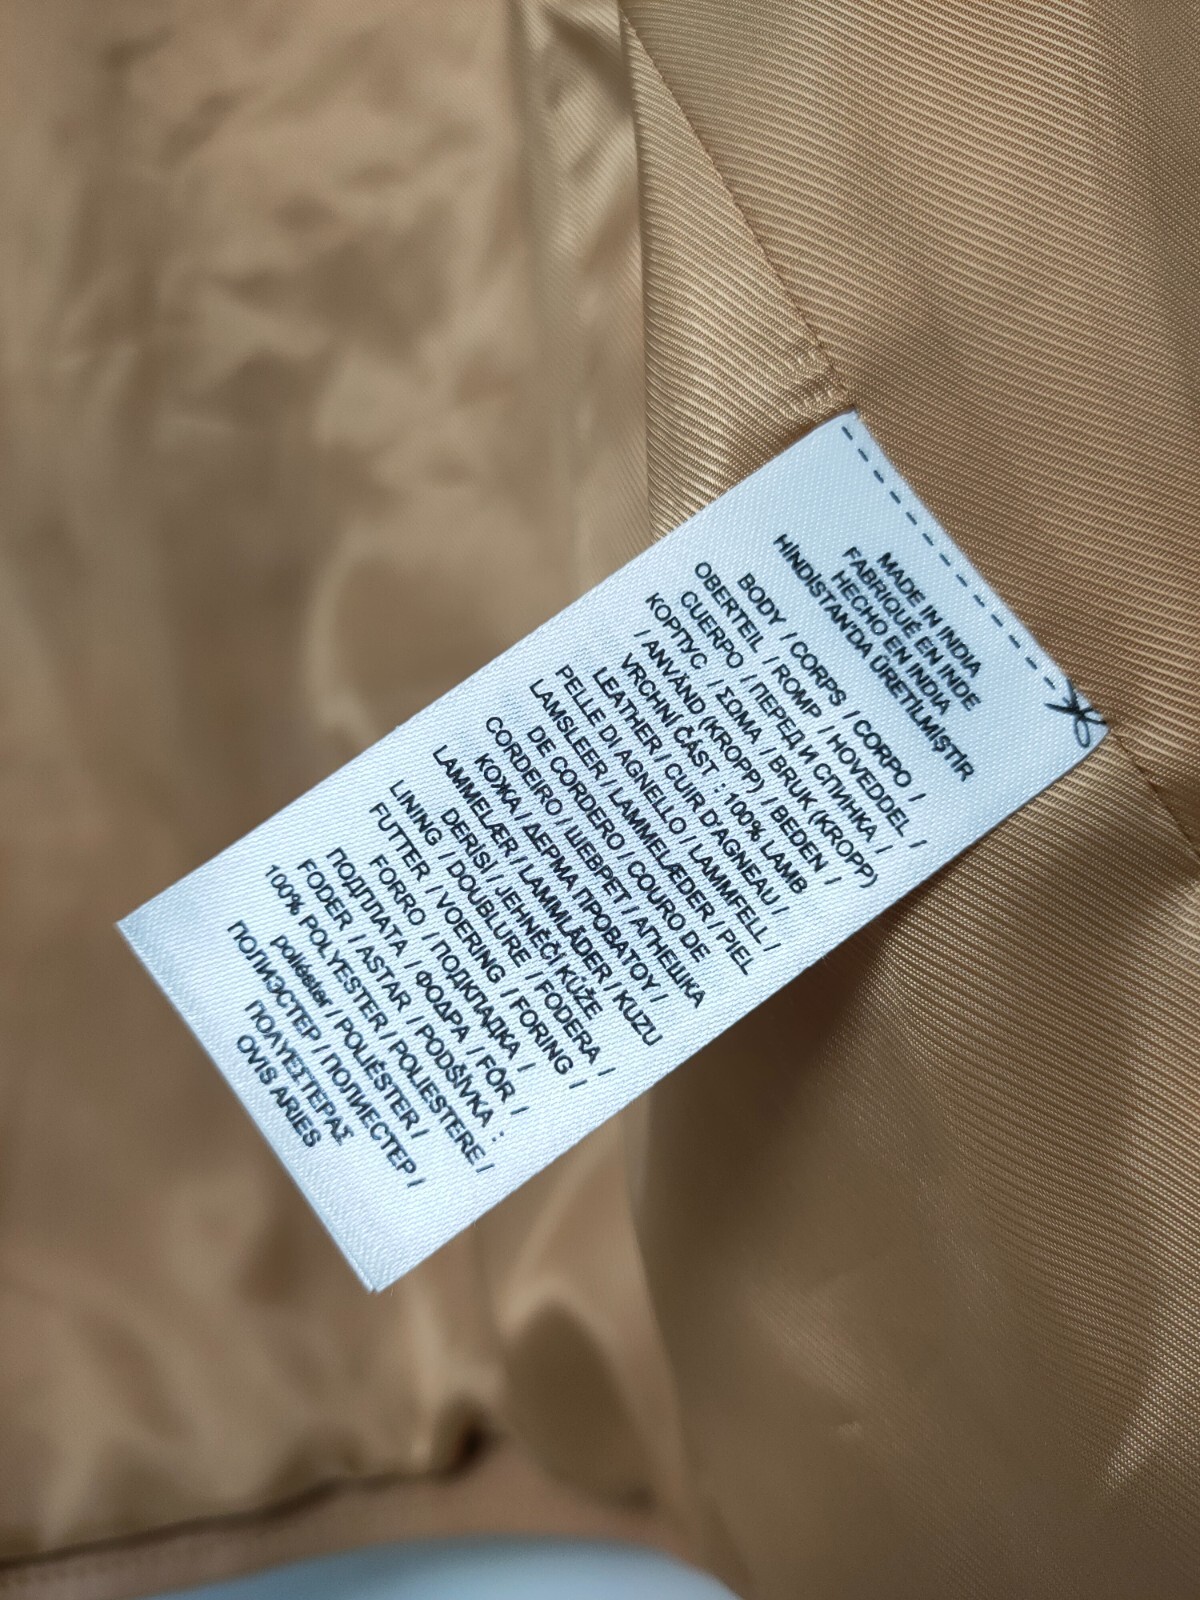 MADE IN INDIA
FABRIQUÉ EN INDE
HECHO EN INDIA
HİNDİSTAN'DA ÜRETİLMİŞTİR
BODY / CORPS / CORPO /
OBERTEIL / ROMP / HOVEDDEL /
CUERPO / ПЕРЕД И СПИНКА /
КОРПУС / ΣΩΜΑ / BRUK (KROPP)
/ ANVÄND (KROPP) / BEDEN /
VRCHNÍ ČÁST : 100% LAMB
LEATHER / CUIR D'AGNEAU /
PELLE DI AGNELLO / LAMMFELL /
LAMSLEER / LAMMELÆDER / PIEL
DE CORDERO / COURO DE
CORDEIRO / ШЕВРЕТ / АГНЕШКА
КОЖА / ΔΕΡΜΑ ΠΡΟΒΑΤΟΥ /
LAMMELÆR / LAMMLÄDER / KUZU
DERİSİ / JEHNĚČÍ KŮŽE
LINING / DOUBLURE / FODERA /
FUTTER / VOERING / FORING /
FORRO / ПОДКЛАДКА /
ПОДПЛАТА / ΦΟΔΡΑ / FÔR /
FODER / ASTAR / PODŠÍVKA :
100% POLYESTER / POLIESTERE /
poliéster / POLIÉSTER /
ПОЛИЭСТЕР / ПОЛИЕСТЕР /
ΠΟΛΥΕΣΤΕΡΑΣ
OVIS ARIES